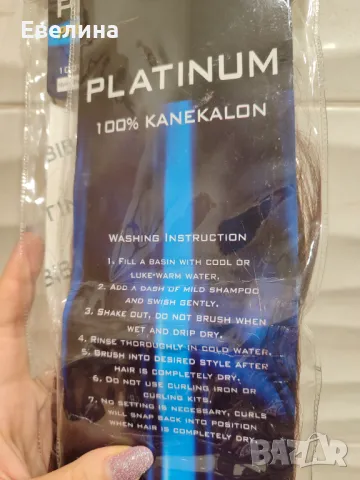 Евелина
PLATINUM
100% KANEKALON
WASHING INSTRUCTION
1. FILL A BASIN WITH COOL OR
LUKE-WARM WATER.
2. ADD A DASH OF MILD SHAMPOO
AND SWISH GENTLY.
3. SHAKE OUT, DO NOT BRUSH WHEN
WET AND DRIP DRY.
4. RINSE THOROUGHLY IN COLD WATER.
5. BRUSH INTO DESIRED STYLE AFTER
HAIR IS COMPLETELY DRY.
6. DO NOT USE CURLING IRON OR
CURLING KITS.
7. NO SETTING IS NECESSARY, CURLS
WILL SNAP BACK INTO POSITION
WHEN HAIR IS COMPLETELY DRY.
BAZAR
Евелина